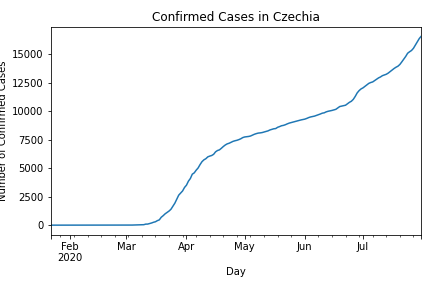 Confirmed Cases in Czechia
Number of Confirmed Cases
15000
12500
10000
7500
5000
2500
0
Feb Mar Apr May Jun Jul
2020
Day